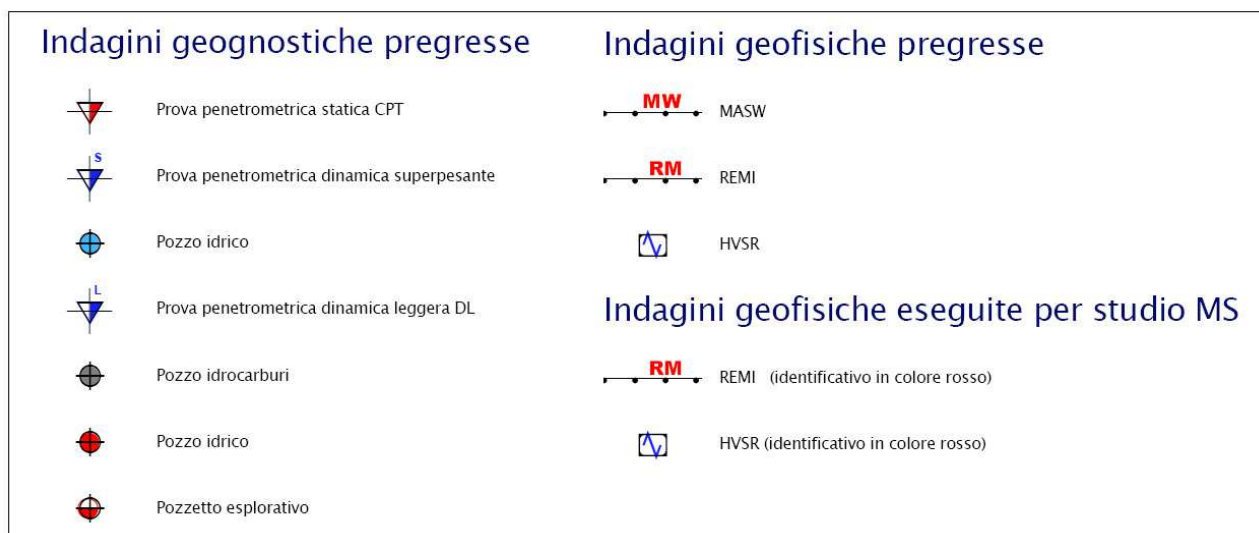 Indagini geognostiche pregresse
Prova penetrometrica statica CPT
S
Prova penetrometrica dinamica superpesante
Pozzo idrico
L
Prova penetrometrica dinamica leggera DL
Pozzo idrocarburi
Pozzo idrico
Pozzetto esplorativo
Indagini geofisiche pregresse
MW
MASW
RM
REMI
HVSR
Indagini geofisiche eseguite per studio MS
RM
REMI (identificativo in colore rosso)
HVSR (identificativo in colore rosso)